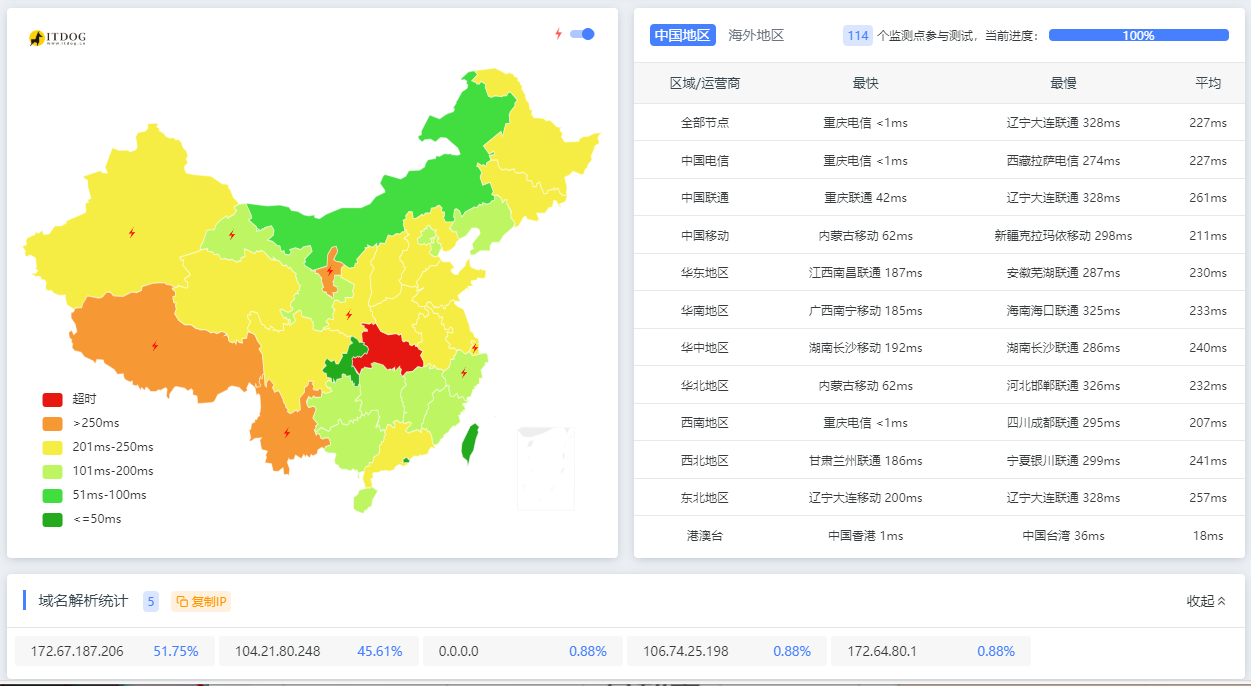 ITDOG
www.itdog.cn
超时
>250ms
201ms-250ms
101ms-200ms
51ms-100ms
<=50ms
中国地区 海外地区 114 个监测点参与测试，当前进度： 100%
区域/运营商 最快 最慢 平均
全部节点 重庆电信 <1ms 辽宁大连联通 328ms 227ms
中国电信 重庆电信 <1ms 西藏拉萨电信 274ms 227ms
中国联通 重庆联通 42ms 辽宁大连联通 328ms 261ms
中国移动 内蒙古移动 62ms 新疆克拉玛依移动 298ms 211ms
华东地区 江西南昌联通 187ms 安徽芜湖联通 287ms 230ms
华南地区 广西南宁移动 185ms 海南海口联通 325ms 233ms
华中地区 湖南长沙移动 192ms 湖南长沙联通 286ms 240ms
华北地区 内蒙古移动 62ms 河北邯郸联通 326ms 232ms
西南地区 重庆电信 <1ms 四川成都联通 295ms 207ms
西北地区 甘肃兰州联通 186ms 宁夏银川联通 299ms 241ms
东北地区 辽宁大连移动 200ms 辽宁大连联通 328ms 257ms
港澳台 中国香港 1ms 中国台湾 36ms 18ms
域名解析统计 5 复制IP 收起
172.67.187.206 51.75% 104.21.80.248 45.61% 0.0.0.0 0.88% 106.74.25.198 0.88% 172.64.80.1 0.88%